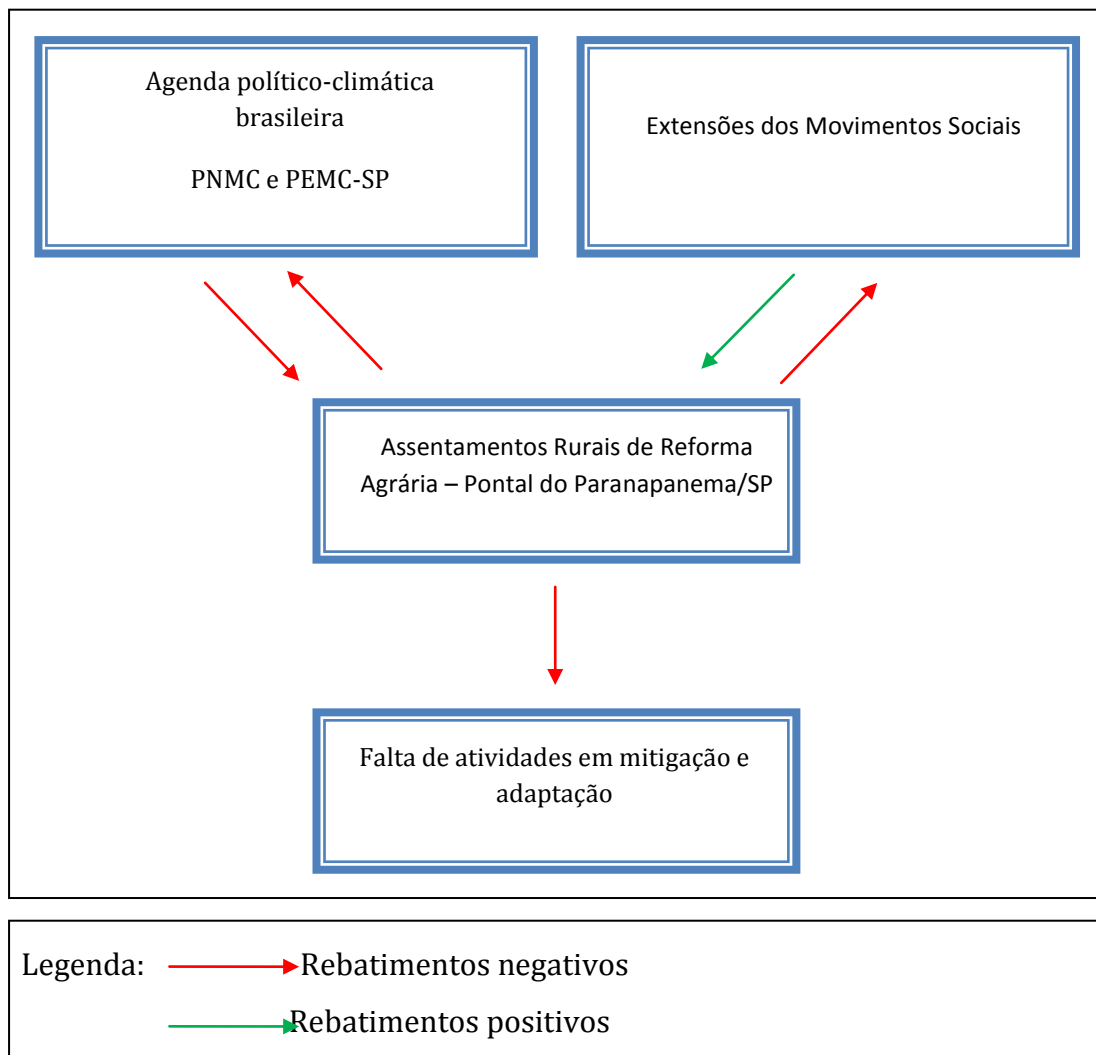 Agenda político-climática
brasileira
PNMC e PEMC-SP
Extensões dos Movimentos Sociais
Assentamentos Rurais de Reforma
Agrária – Pontal do Paranapanema/SP
Falta de atividades em mitigação e
adaptação
Legenda: Rebatimentos negativos
Rebatimentos positivos